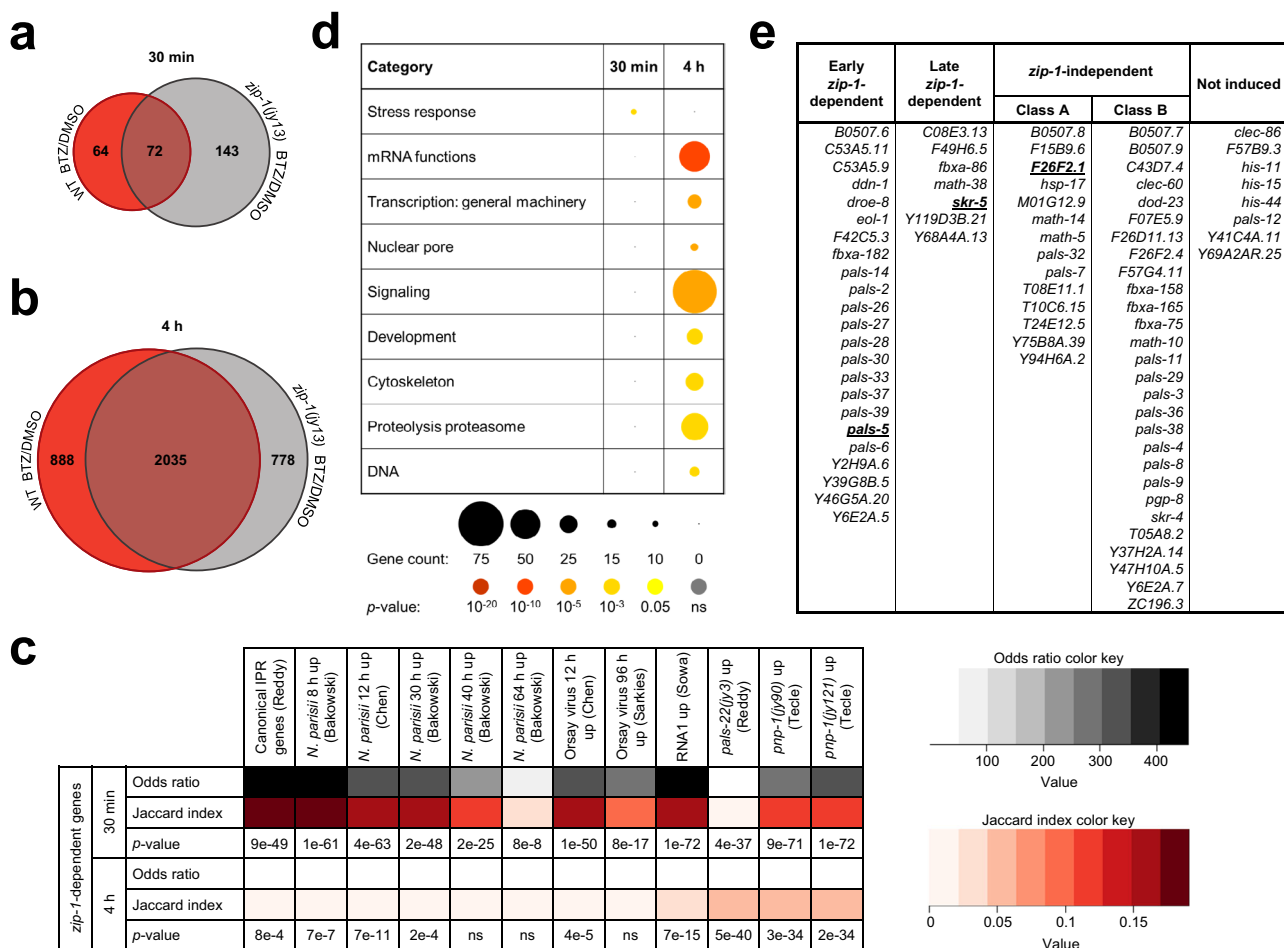 a
30 min
WT BTZ/DMSO
64
72
143
zip-1(jy13) BTZ/DMSO
b
4 h
WT BTZ/DMSO
888
2035
778
zip-1(jy13) BTZ/DMSO
d
Category 30 min 4 h
Stress response
mRNA functions
Transcription: general machinery
Nuclear pore
Signaling
Development
Cytoskeleton
Proteolysis proteasome
DNA
Gene count: 75 50 25 15 10 0
p-value: 10-20 10-10 10-5 10-3 0.05 ns
e
Early zip-1-dependent
B0507.6
C53A5.11
C53A5.9
ddn-1
droe-8
eol-1
F42C5.3
fbxa-182
pals-14
pals-2
pals-26
pals-27
pals-28
pals-30
pals-33
pals-37
pals-39
pals-5
pals-6
Y2H9A.6
Y39G8B.5
Y46G5A.20
Y6E2A.5
Late zip-1-dependent
C08E3.13
F49H6.5
fbxa-86
math-38
skr-5
Y119D3B.21
Y68A4A.13
zip-1-independent
Class A
B0507.8
F15B9.6
F26F2.1
hsp-17
M01G12.9
math-14
math-5
pals-32
pals-7
T08E11.1
T10C6.15
T24E12.5
Y75B8A.39
Y94H6A.2
Class B
B0507.7
B0507.9
C43D7.4
clec-60
dod-23
F07E5.9
F26D11.13
F26F2.4
F57G4.11
fbxa-158
fbxa-165
fbxa-75
math-10
pals-11
pals-29
pals-3
pals-36
pals-38
pals-4
pals-8
pals-9
pgp-8
skr-4
T05A8.2
Y37H2A.14
Y47H10A.5
Y6E2A.7
ZC196.3
Not induced
clec-86
F57B9.3
his-11
his-15
his-44
pals-12
Y41C4A.11
Y69A2AR.25
c
Canonical IPR genes (Reddy)
N. parisii 8 h up (Bakowski)
N. parisii 12 h up (Chen)
N. parisii 30 h up (Bakowski)
N. parisii 40 h up (Bakowski)
N. parisii 64 h up (Bakowski)
Orsay virus 12 h up (Chen)
Orsay virus 96 h up (Sarkies)
RNA1 up (Sowa)
pals-22(jy3) up (Reddy)
pnp-1(jy90) up (Tecle)
pnp-1(jy121) up (Tecle)
zip-1-dependent genes
30 min
Odds ratio
Jaccard index
p-value 9e-49 1e-61 4e-63 2e-48 2e-25 8e-8 1e-50 8e-17 1e-72 4e-37 9e-71 1e-72
4 h
Odds ratio
Jaccard index
p-value 8e-4 7e-7 7e-11 2e-4 ns ns 4e-5 ns 7e-15 5e-40 3e-34 2e-34
Odds ratio color key
100 200 300 400
Value
Jaccard index color key
0 0.05 0.1 0.15
Value